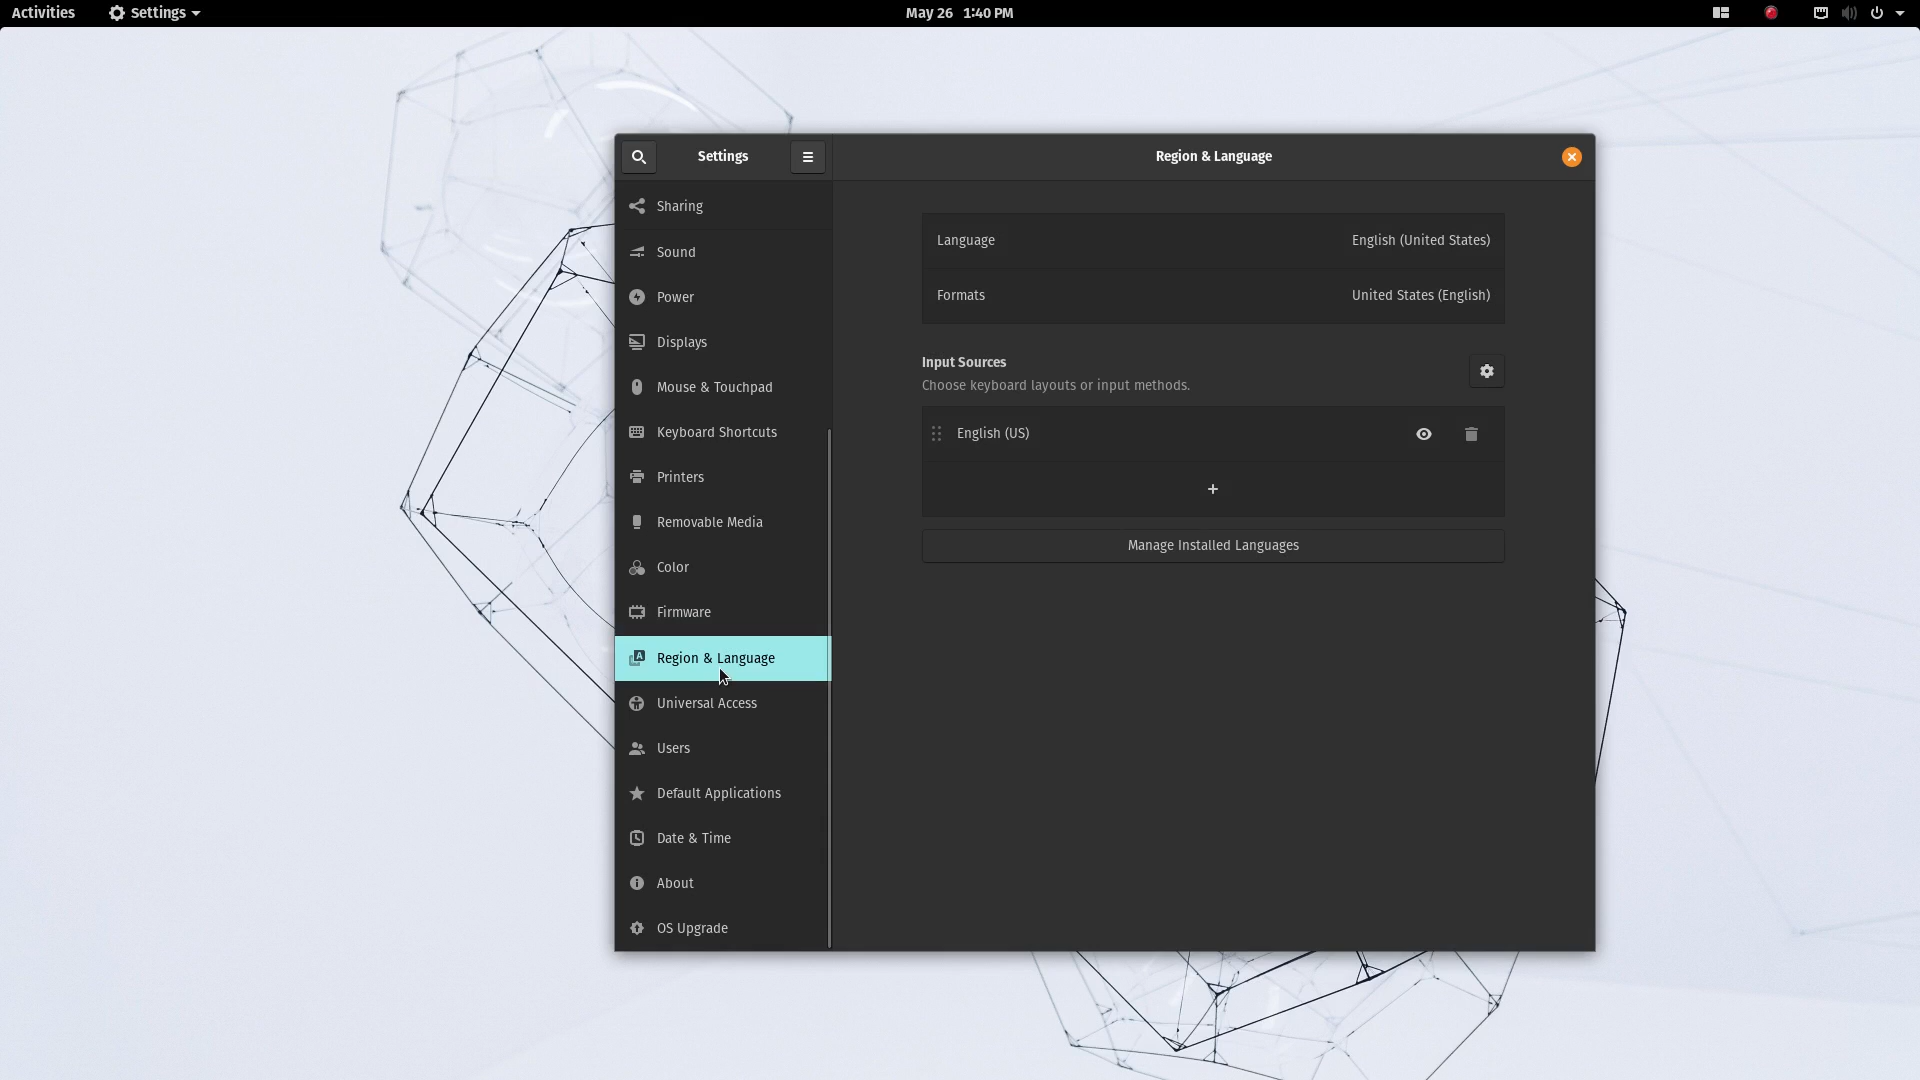 Activities
Settings
May 26 1:40 PM
Settings
Region & Language
Sharing
Sound
Power
Displays
Mouse & Touchpad
Keyboard Shortcuts
Printers
Removable Media
Color
Firmware
Region & Language
Universal Access
Users
Default Applications
Date & Time
About
OS Upgrade
Language
English (United States)
Formats
United States (English)
Input Sources
Choose keyboard layouts or input methods.
English (US)
Manage Installed Languages